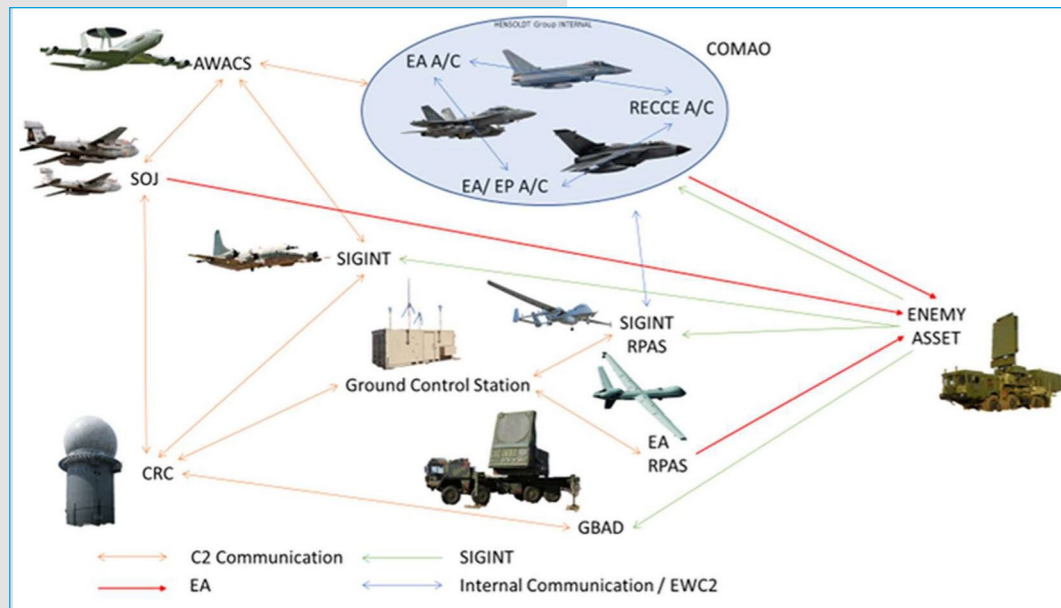 HENSOLDT Group INTERNAL
COMAO
AWACS
EA A/C
RECCE A/C
SOJ
EA/ EP A/C
SIGINT
ENEMY
ASSET
SIGINT
RPAS
Ground Control Station
EA
RPAS
CRC
GBAD
C2 Communication
SIGINT
EA
Internal Communication / EWC2